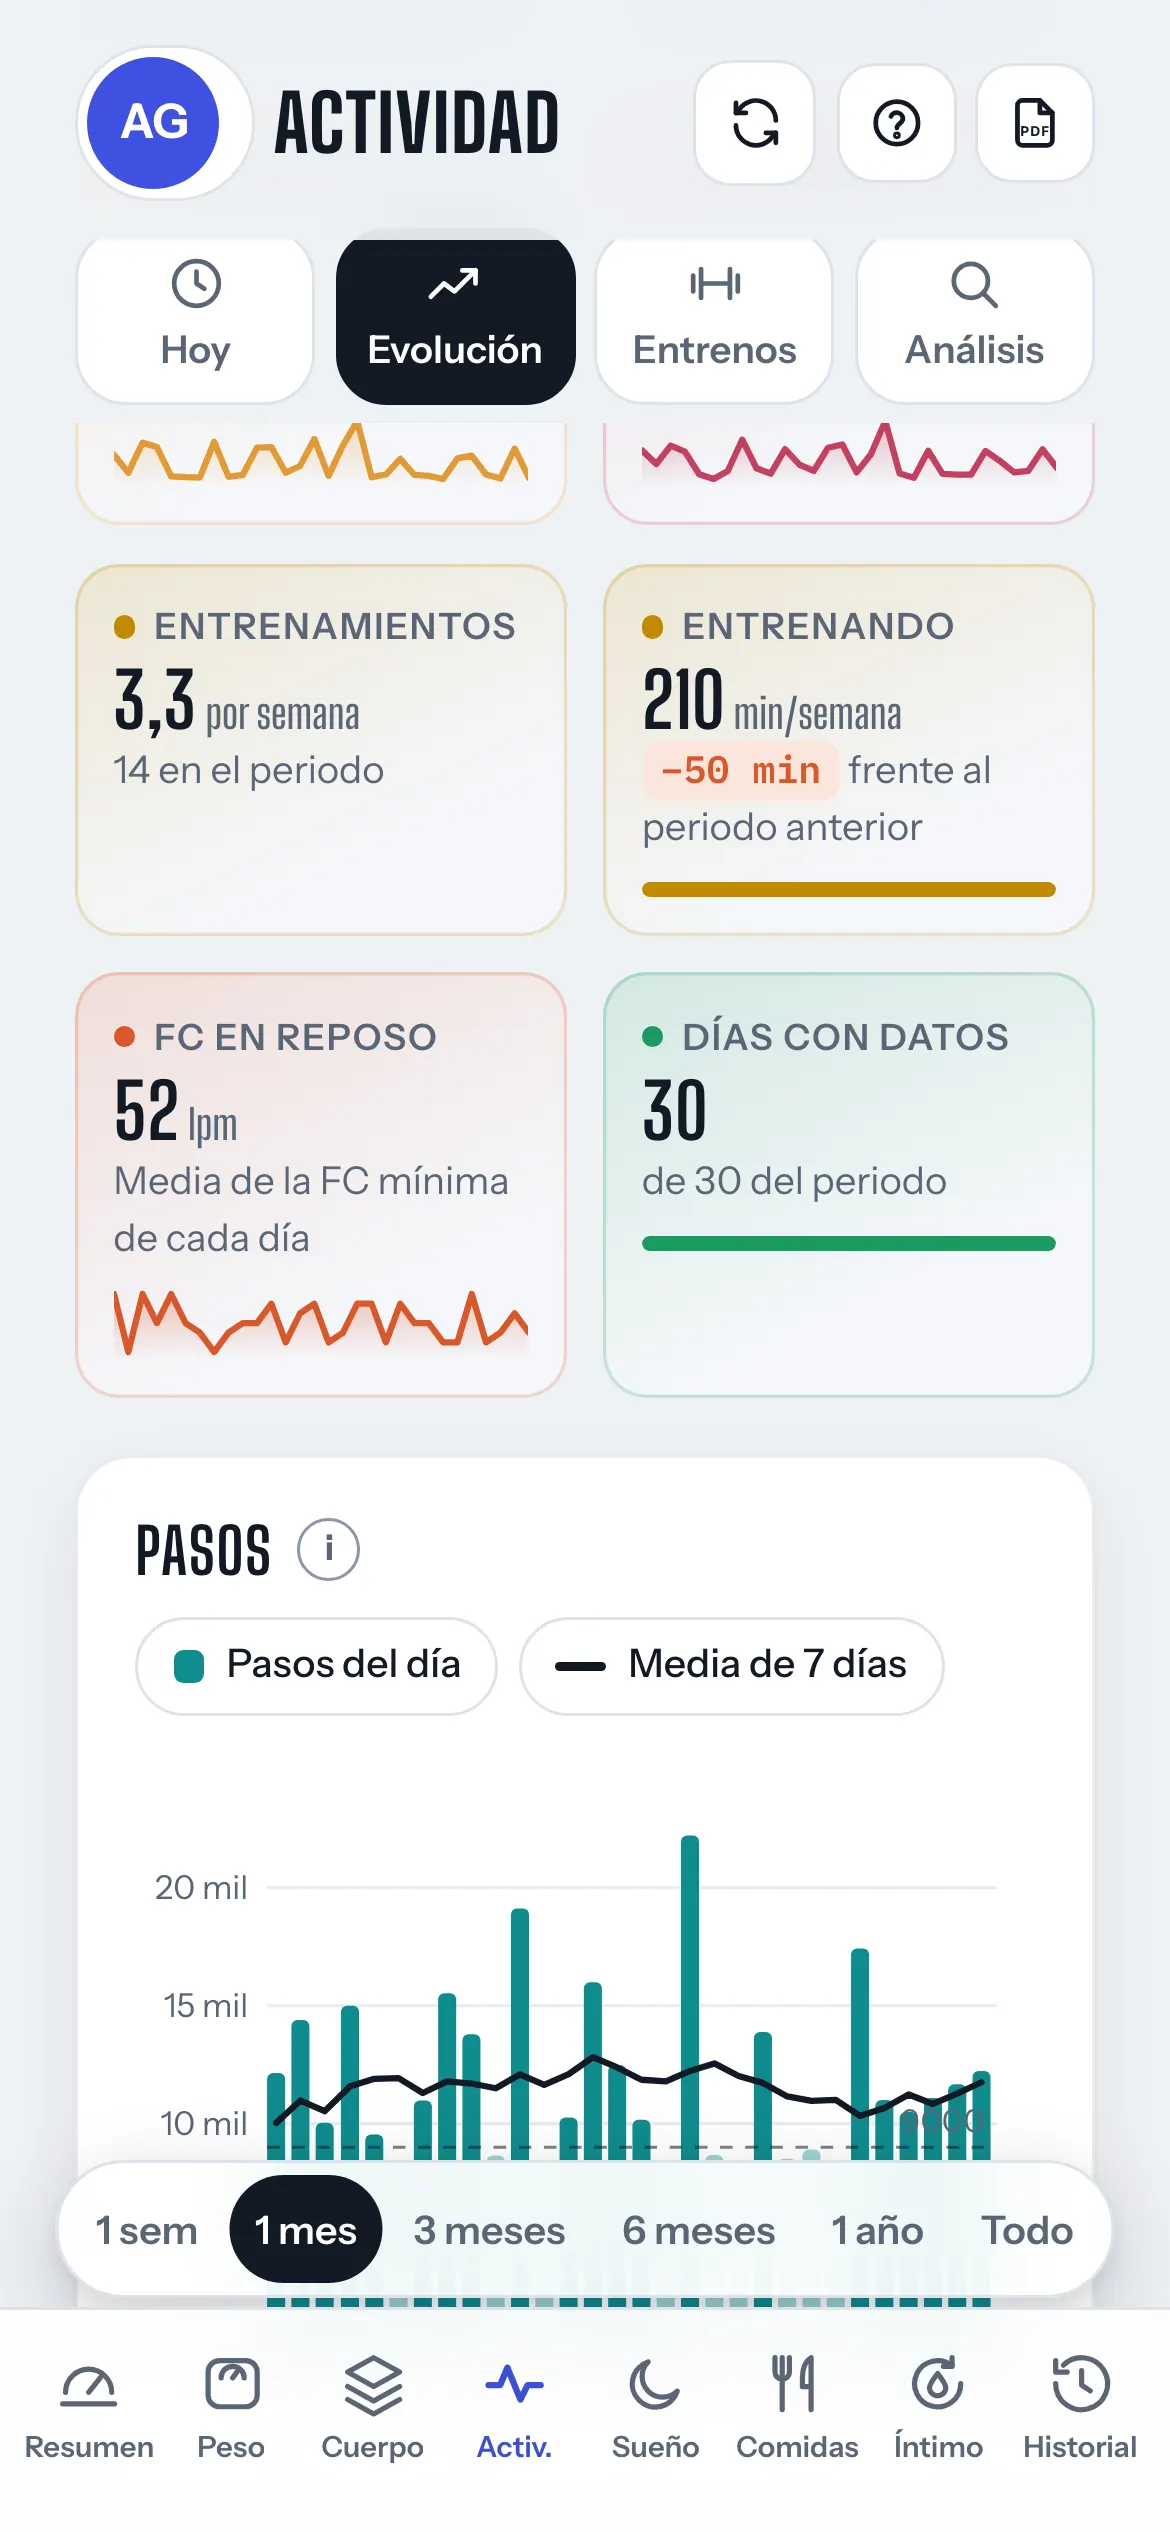 AG
ACTIVIDAD
PDF
Hoy
Evolución
Entrenos
Análisis
ENTRENAMIENTOS
3,3 por semana
14 en el periodo
ENTRENANDO
210 min/semana
−50 min frente al
periodo anterior
FC EN REPOSO
52 lpm
Media de la FC mínima
de cada día
DÍAS CON DATOS
30
de 30 del periodo
PASOS
i
Pasos del día
Media de 7 días
20 mil
15 mil
10 mil
9000
1 sem
1 mes
3 meses
6 meses
1 año
Todo
Resumen
Peso
Cuerpo
Activ.
Sueño
Comidas
Íntimo
Historial